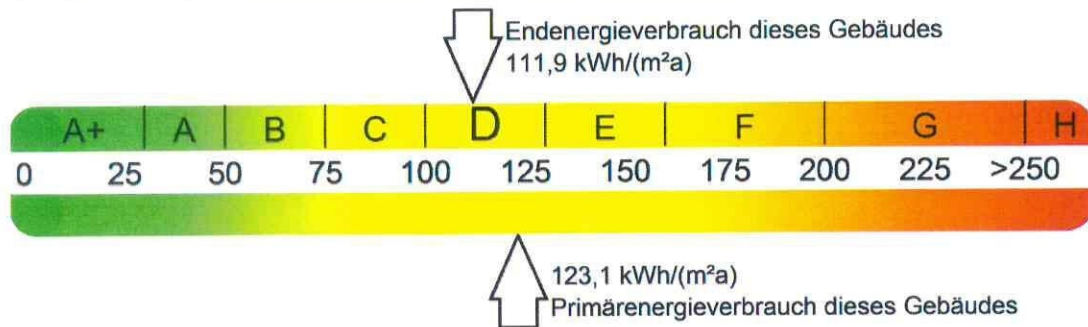 Endenergieverbrauch dieses Gebäudes
111,9 kWh/(m²a)
A+ A B C D E F G H
0 25 50 75 100 125 150 175 200 225 >250
123,1 kWh/(m²a)
Primärenergieverbrauch dieses Gebäudes